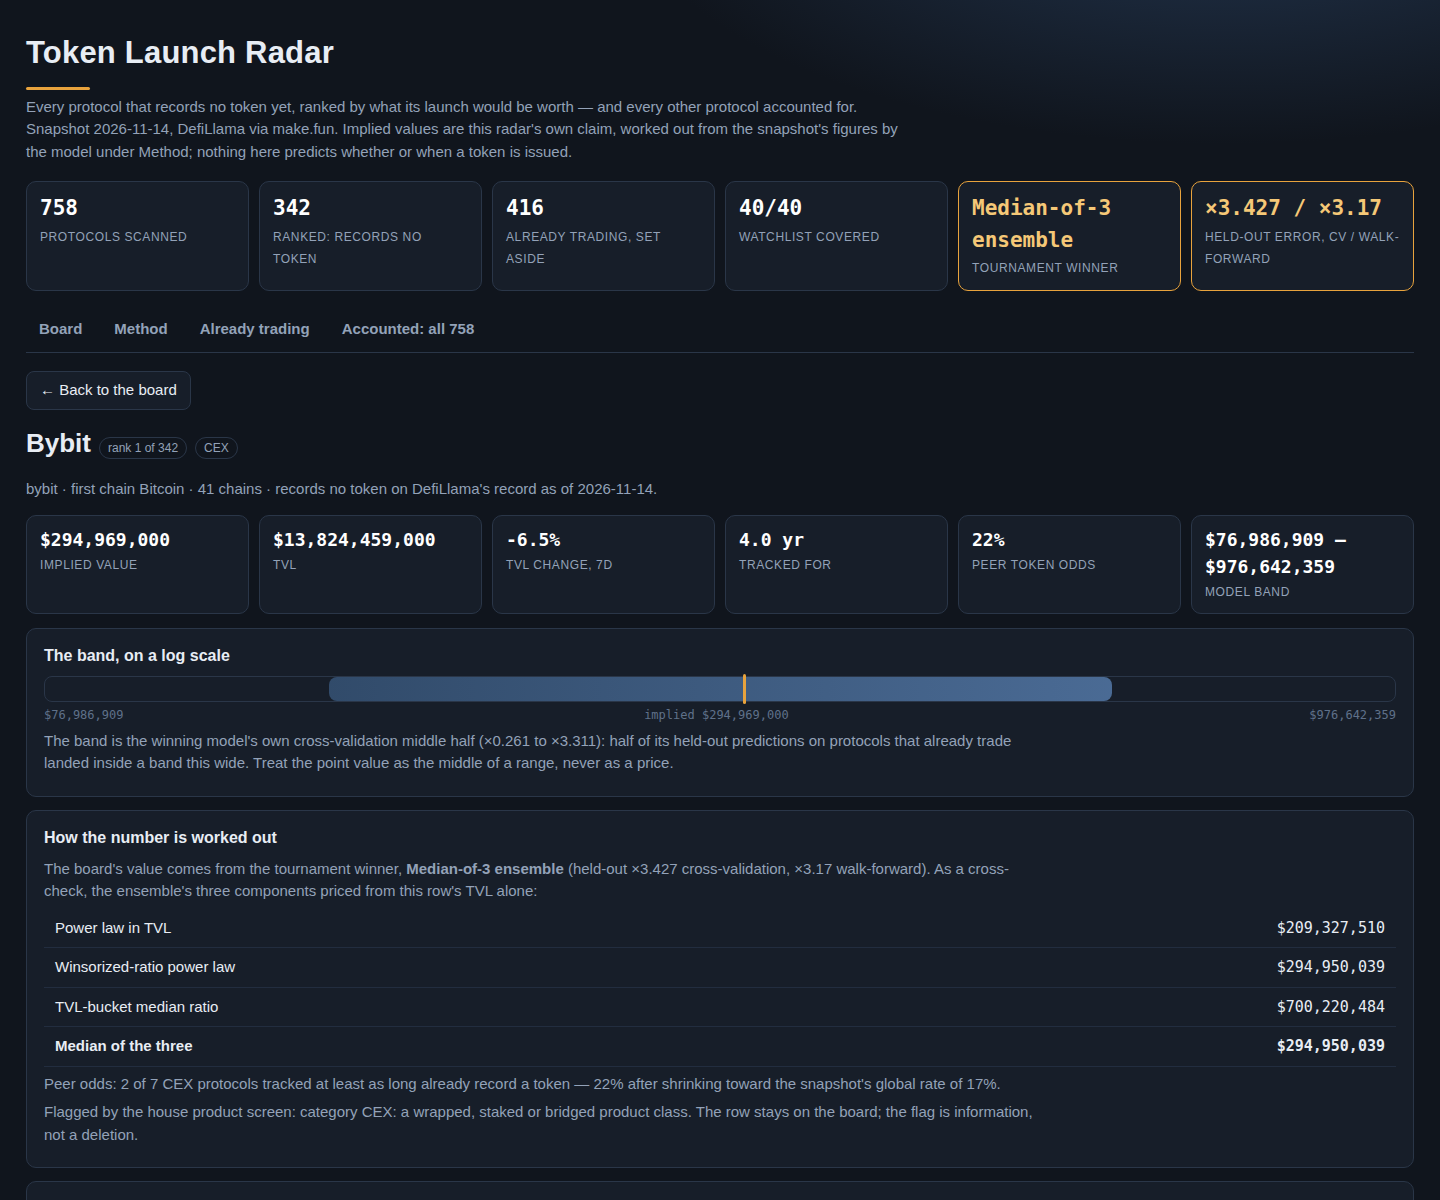 Token Launch Radar
Every protocol that records no token yet, ranked by what its launch would be worth — and every other protocol accounted for.
Snapshot 2026-11-14, DefiLlama via make.fun. Implied values are this radar's own claim, worked out from the snapshot's figures by
the model under Method; nothing here predicts whether or when a token is issued.
758
PROTOCOLS SCANNED
342
RANKED: RECORDS NO
TOKEN
416
ALREADY TRADING, SET
ASIDE
40/40
WATCHLIST COVERED
Median-of-3
ensemble
TOURNAMENT WINNER
×3.427 / ×3.17
HELD-OUT ERROR, CV / WALK-
FORWARD
Board Method Already trading Accounted: all 758
← Back to the board
Bybit rank 1 of 342 CEX
bybit · first chain Bitcoin · 41 chains · records no token on DefiLlama's record as of 2026-11-14.
$294,969,000
IMPLIED VALUE
$13,824,459,000
TVL
-6.5%
TVL CHANGE, 7D
4.0 yr
TRACKED FOR
22%
PEER TOKEN ODDS
$76,986,909 —
$976,642,359
MODEL BAND
The band, on a log scale
$76,986,909 implied $294,969,000 $976,642,359
The band is the winning model's own cross-validation middle half (×0.261 to ×3.311): half of its held-out predictions on protocols that already trade
landed inside a band this wide. Treat the point value as the middle of a range, never as a price.
How the number is worked out
The board's value comes from the tournament winner, Median-of-3 ensemble (held-out ×3.427 cross-validation, ×3.17 walk-forward). As a cross-
check, the ensemble's three components priced from this row's TVL alone:
Power law in TVL $209,327,510
Winsorized-ratio power law $294,950,039
TVL-bucket median ratio $700,220,484
Median of the three $294,950,039
Peer odds: 2 of 7 CEX protocols tracked at least as long already record a token — 22% after shrinking toward the snapshot's global rate of 17%.
Flagged by the house product screen: category CEX: a wrapped, staked or bridged product class. The row stays on the board; the flag is information,
not a deletion.